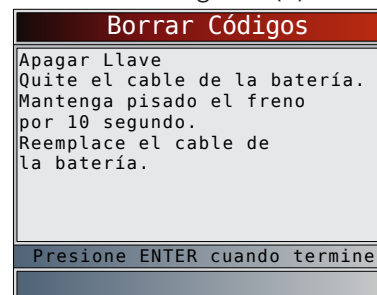 Borrar Códigos
Apagar Llave
Quite el cable de la batería.
Mantenga pisado el freno
por 10 segundo.
Reemplace el cable de
la batería.
Presione ENTER cuando termine